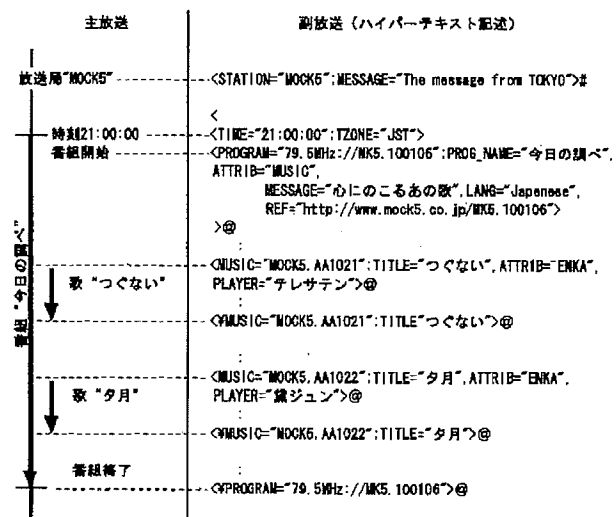 主放送
副放送(ハイパーテキスト記述)
放送局"MOCK5"
<STATION="MOCK5";MESSAGE="The message from TOKYO">#
<
時刻21:00:00
<TIME="21:00:00";TZONE="JST">
番組開始
<PROGRAM="79.5MHz://MK5.100106";PROG_NAME="今日の調べ",
ATTRIB="MUSIC",
MESSAGE="心にのこるあの歌",LANG="Japanese",
REF="http://www.mock5.co.jp/MK5.100106">
>@
:
番組"今日の調べ"
<MUSIC="MOCK5.AA1021";TITLE="つぐない",ATTRIB="ENKA",
歌 "つぐない"
PLAYER="テレサテン">@
:
<¥MUSIC="MOCK5.AA1021";TITLE"つぐない">@
:
<MUSIC="MOCK5.AA1022";TITLE="夕月",ATTRIB="ENKA",
歌 "夕月"
PLAYER="黛ジュン">@
:
<¥MUSIC="MOCK5.AA1022";TITLE="夕月">@
番組終了
:
<¥PROGRAM="79.5MHz://MK5.100106">@